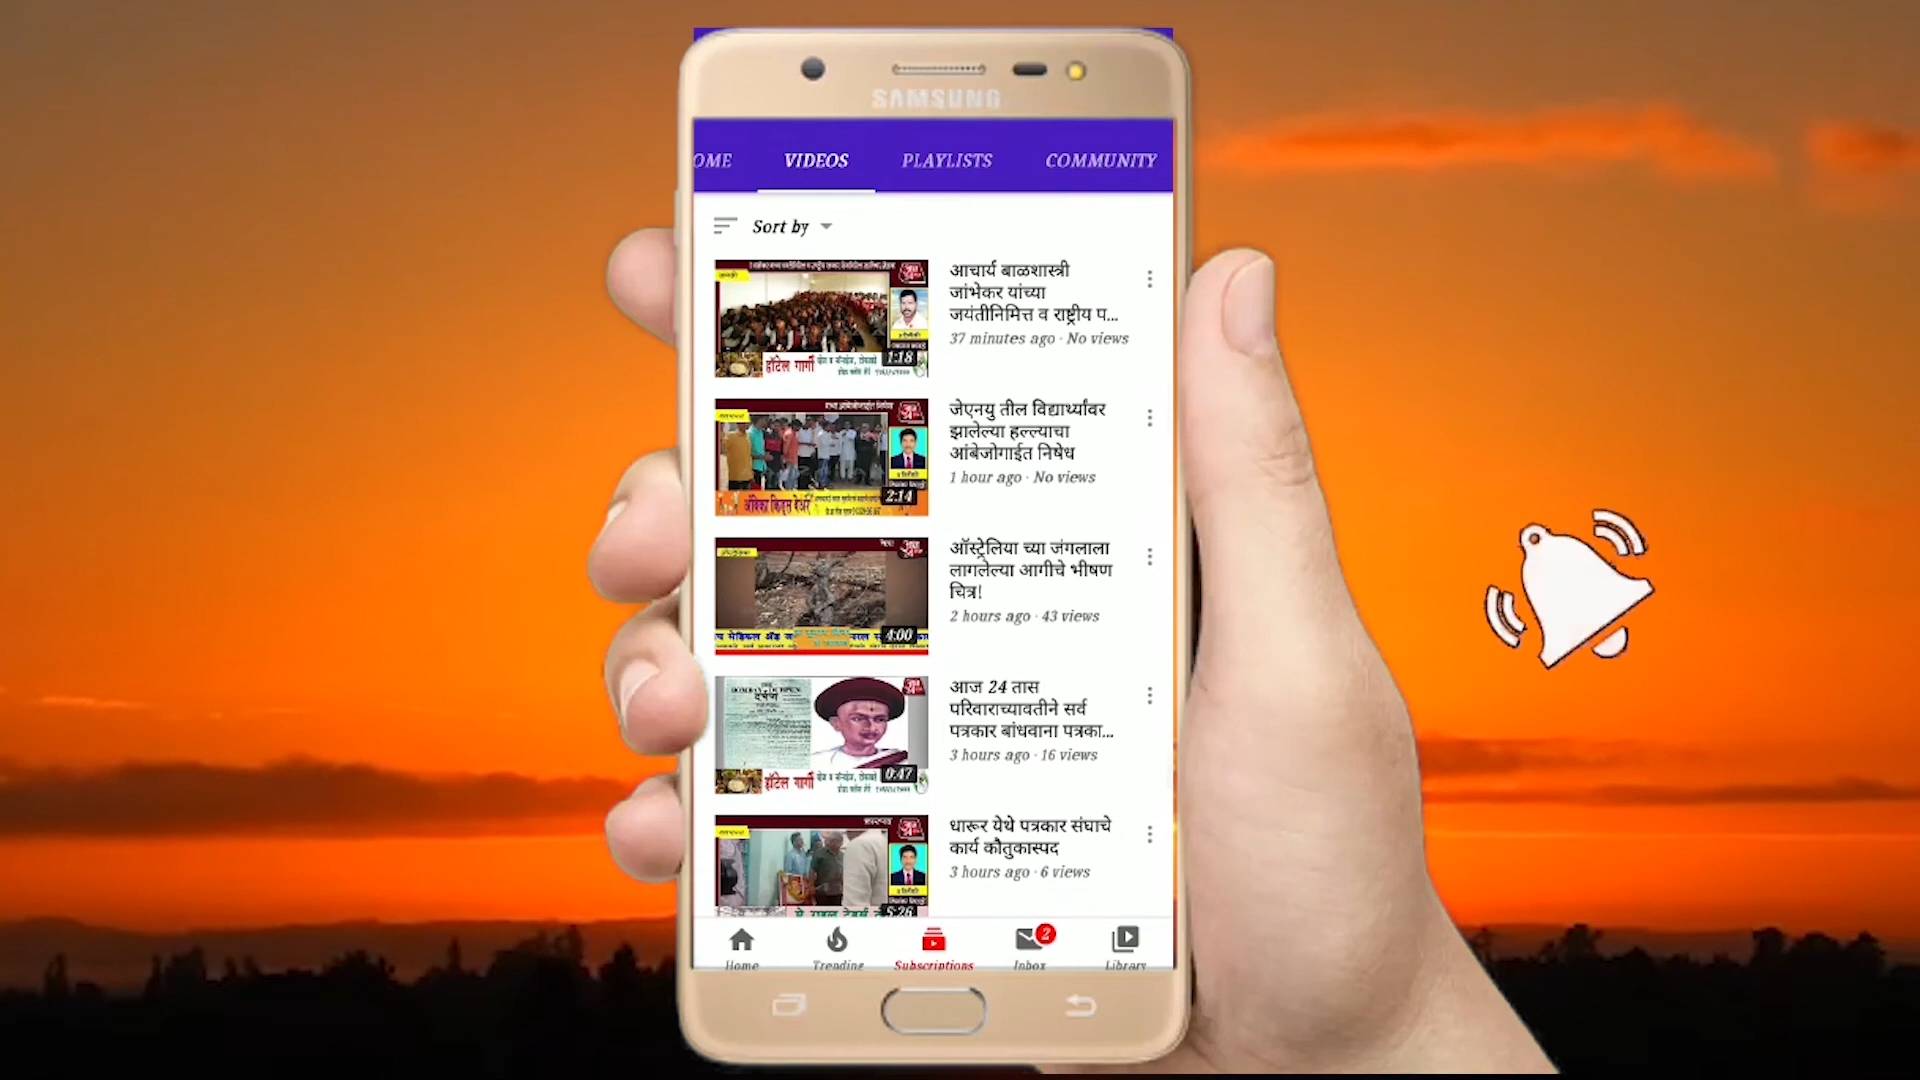 SAMSUNG
OME VIDEOS PLAYLISTS COMMUNITY
Sort by
आचार्य बाळशास्त्री
जांभेकर यांच्या
जयंतीनिमित्त व राष्ट्रीय प...
37 minutes ago · No views
1:18
हॉटेल गार्गी
जेएनयु तील विद्यार्थ्यांवर
झालेल्या हल्ल्याचा
आंबेजोगाईत निषेध
1 hour ago · No views
2:14
ऑस्ट्रेलिया च्या जंगलाला
लागलेल्या आगीचे भीषण
चित्र!
2 hours ago · 43 views
4:00
आज 24 तास
परिवाराच्यावतीने सर्व
पत्रकार बांधवाना पत्रका...
3 hours ago · 16 views
0:47
हॉटेल गार्गी
धारूर येथे पत्रकार संघाचे
कार्य कौतुकास्पद
3 hours ago · 6 views
5:26
2
Home Trending Subscriptions Inbox Library